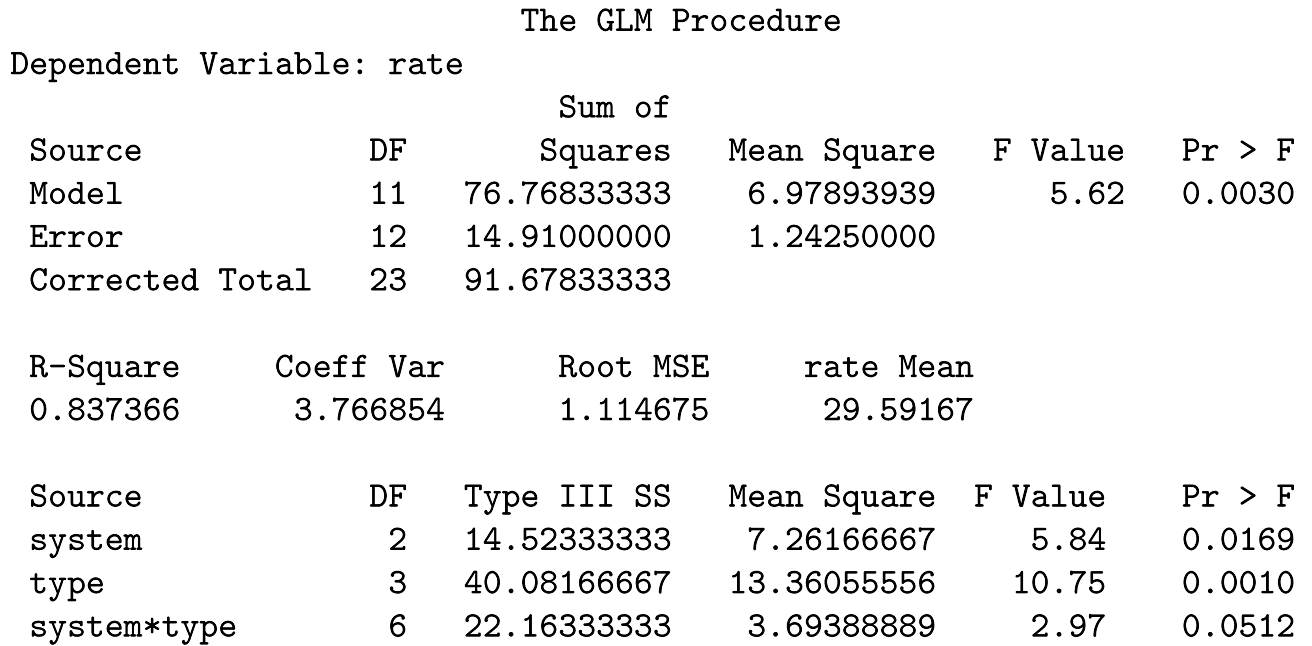 The GLM Procedure
Dependent Variable: rate
Sum of
Source DF Squares Mean Square F Value Pr > F
Model 11 76.76833333 6.97893939 5.62 0.0030
Error 12 14.91000000 1.24250000
Corrected Total 23 91.67833333
R-Square Coeff Var Root MSE rate Mean
0.837366 3.766854 1.114675 29.59167
Source DF Type III SS Mean Square F Value Pr > F
system 2 14.52333333 7.26166667 5.84 0.0169
type 3 40.08166667 13.36055556 10.75 0.0010
system*type 6 22.16333333 3.69388889 2.97 0.0512